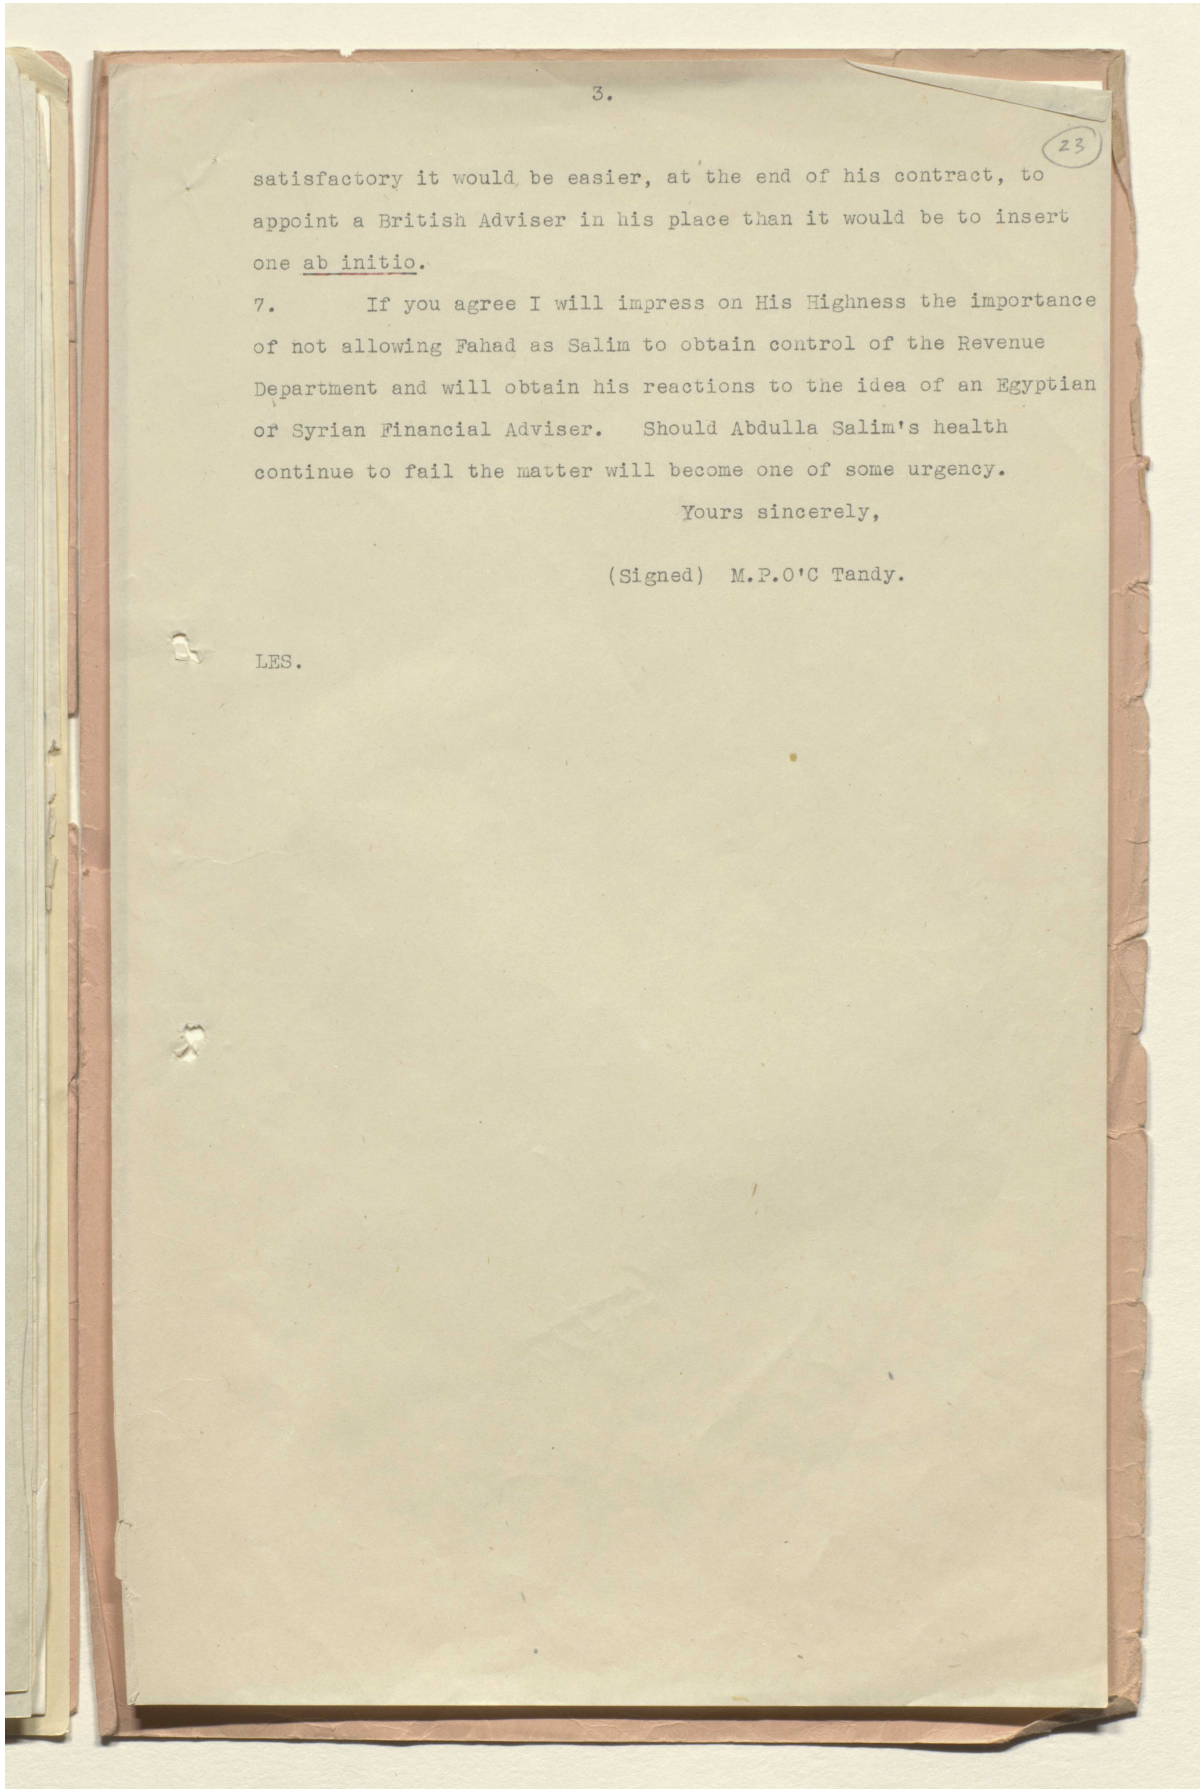 3.
23
satisfactory it would be easier, at the end of his contract, to
appoint a British Adviser in his place than it would be to insert
one ab initio.
7. If you agree I will impress on His Highness the importance
of not allowing Fahad as Salim to obtain control of the Revenue
Department and will obtain his reactions to the idea of an Egyptian
or Syrian Financial Adviser. Should Abdulla Salim's health
continue to fail the matter will become one of some urgency.
Yours sincerely,
(Signed) M.P.O'C Tandy.
LES.